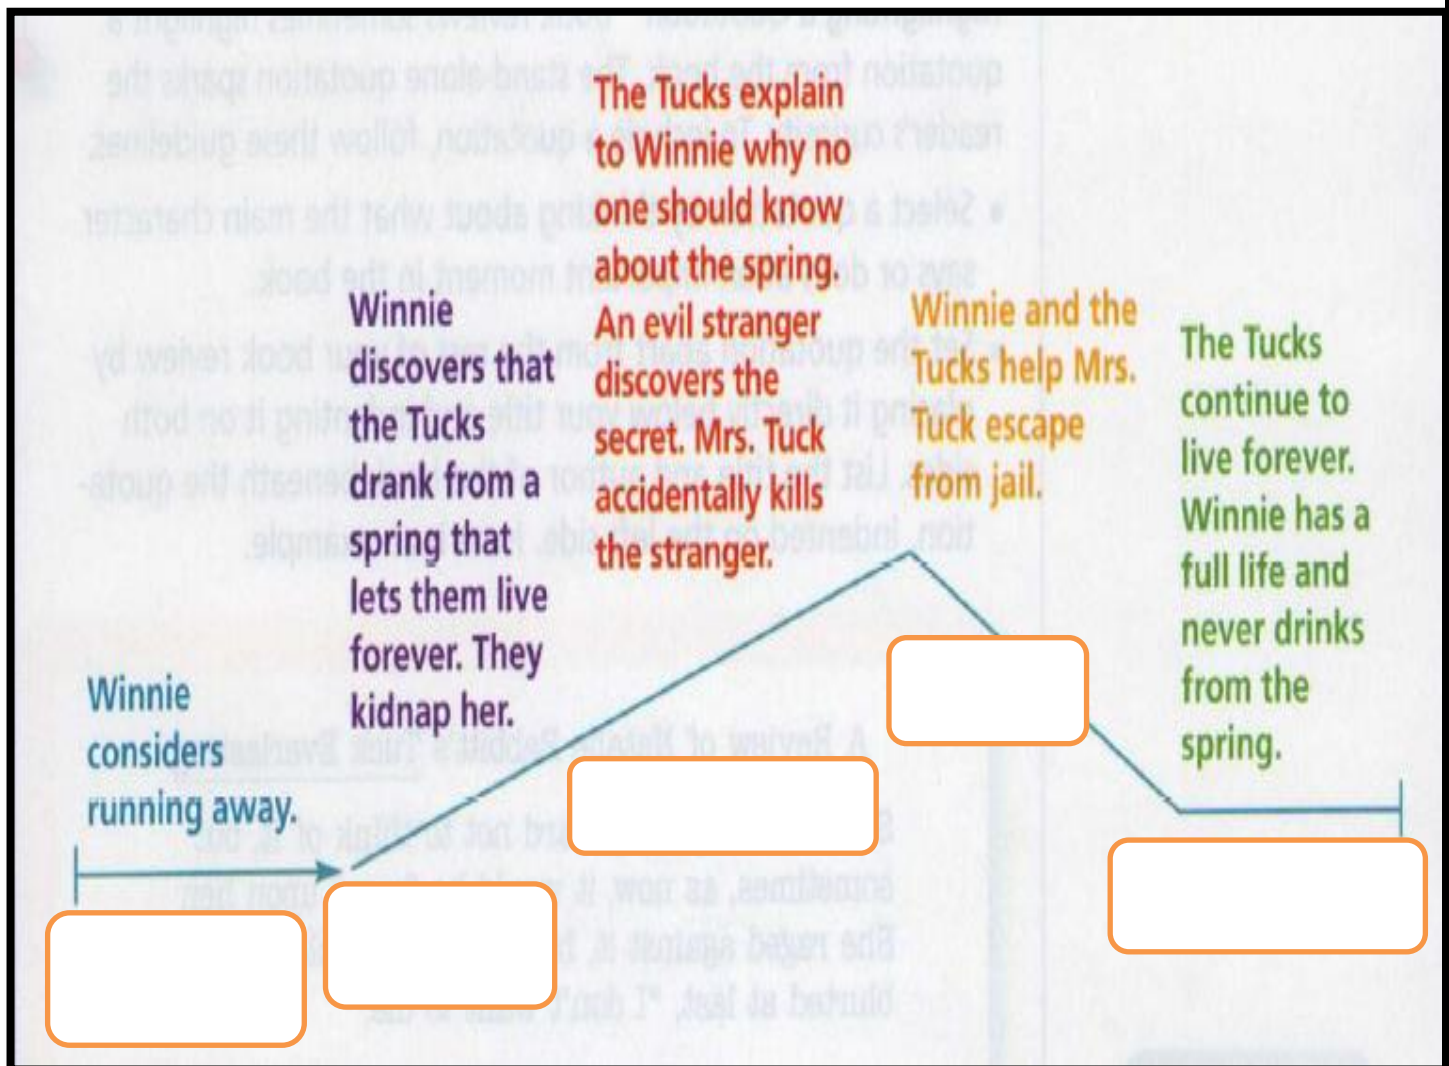 Winnie
considers
running away.
Winnie
discovers that
the Tucks
drank from a
spring that
lets them live
forever. They
kidnap her.
The Tucks explain
to Winnie why no
one should know
about the spring.
An evil stranger
discovers the
secret. Mrs. Tuck
accidentally kills
the stranger.
Winnie and the
Tucks help Mrs.
Tuck escape
from jail.
The Tucks
continue to
live forever.
Winnie has a
full life and
never drinks
from the
spring.